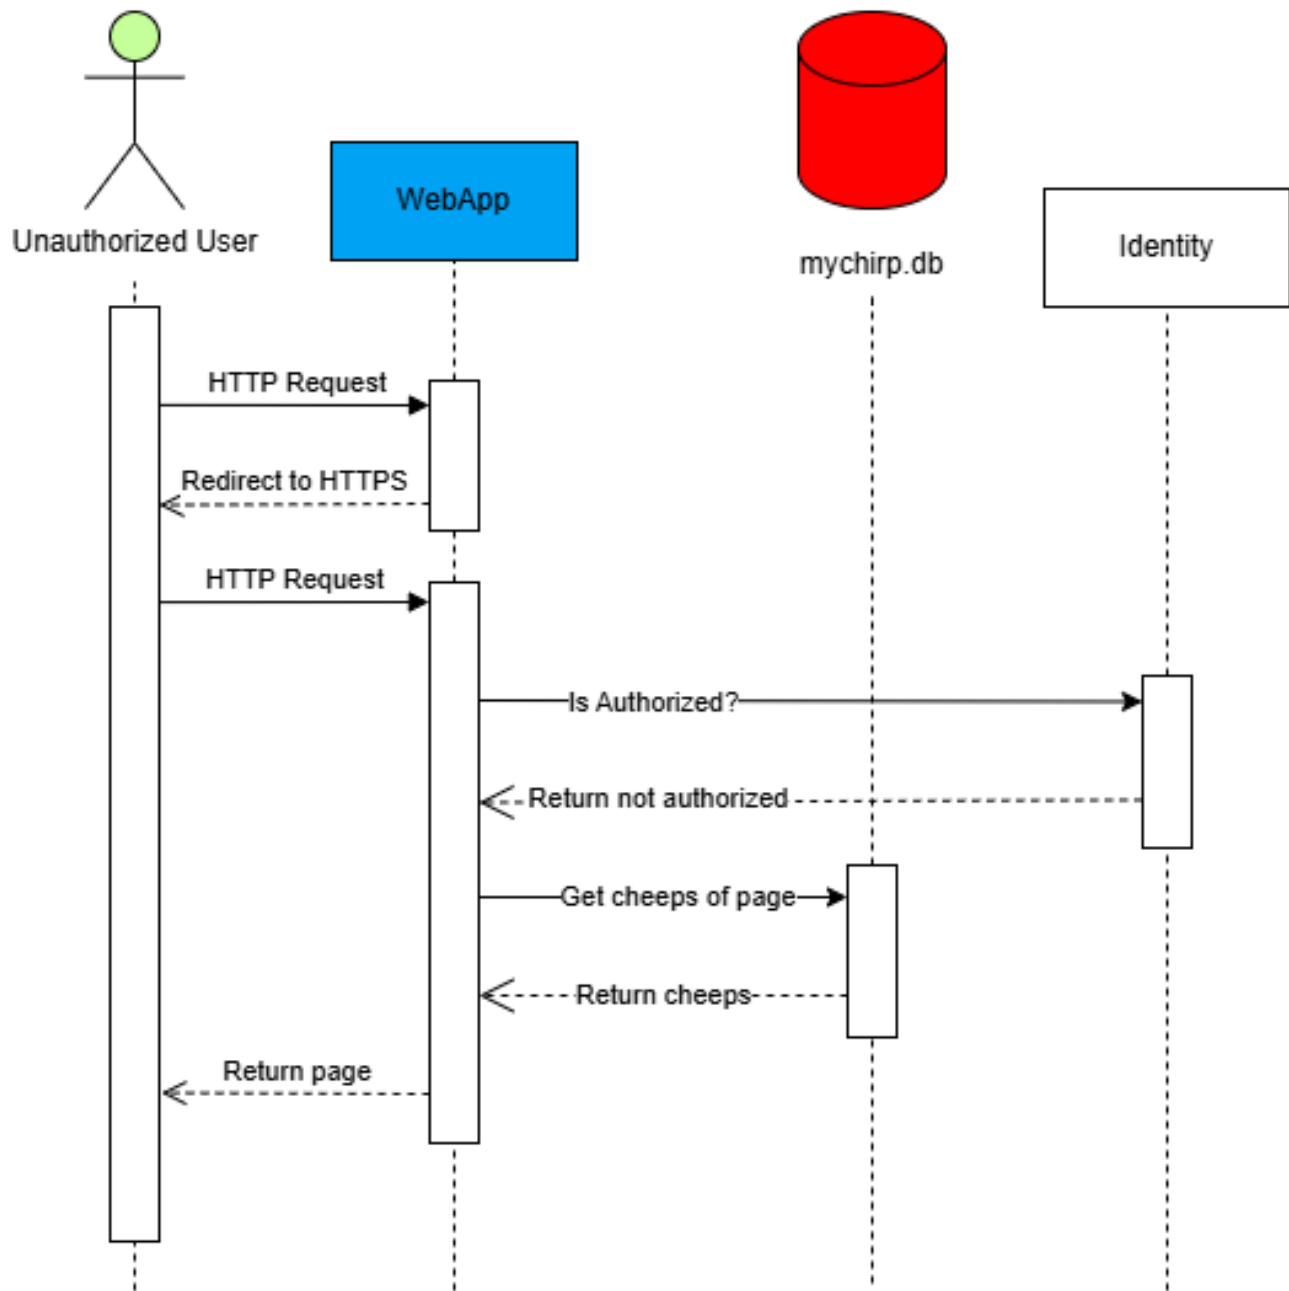 Unauthorized User
WebApp
mychirp.db
Identity
HTTP Request
Redirect to HTTPS
HTTP Request
Is Authorized?
Return not authorized
Get cheeps of page
Return cheeps
Return page